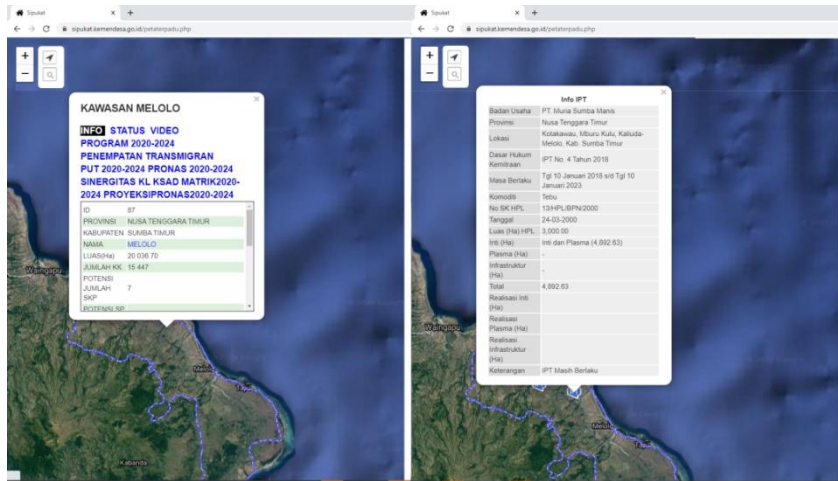 Sipukat
sipukat.kemendesa.go.id/petaterpadu.php
KAWASAN MELOLO
INFO STATUS VIDEO
PROGRAM 2020-2024
PENEMPATAN TRANSMIGRAN
PUT 2020-2024 PRONAS 2020-2024
SINERGITAS KL KSAD MATRIK2020-
2024 PROYEKSIPRONAS2020-2024
ID 87
PROVINSI NUSA TENGGARA TIMUR
KABUPATEN SUMBA TIMUR
NAMA MELOLO
LUAS(Ha) 20 036.70
JUMLAH KK 15 447
POTENSI
JUMLAH 7
SKP
POTENSI SP
Waingapu
Melolo
Kabanda
Sipukat
sipukat.kemendesa.go.id/petaterpadu.php
Info IPT
Badan Usaha PT. Muria Sumba Manis
Provinsi Nusa Tenggara Timur
Lokasi Kotakawau, Mburu Kulu, Kaliuda-
Melolo, Kab. Sumba Timur
Dasar Hukum
Kemitraan IPT No. 4 Tahun 2018
Masa Berlaku Tgl 10 Januari 2018 s/d Tgl 10
Januari 2023
Komoditi Tebu
No SK HPL 13/HPL/BPN/2000
Tanggal 24-03-2000
Luas (Ha) HPL 3,000.00
Inti (Ha) Inti dan Plasma (4,892.63)
Plasma (Ha) -
Infrastruktur
(Ha) -
Total 4,892.63
Realisasi Inti
(Ha)
Realisasi
Plasma (Ha)
Realisasi
Infrastruktur
(Ha)
Keterangan IPT Masih Berlaku
Waingapu
Melolo